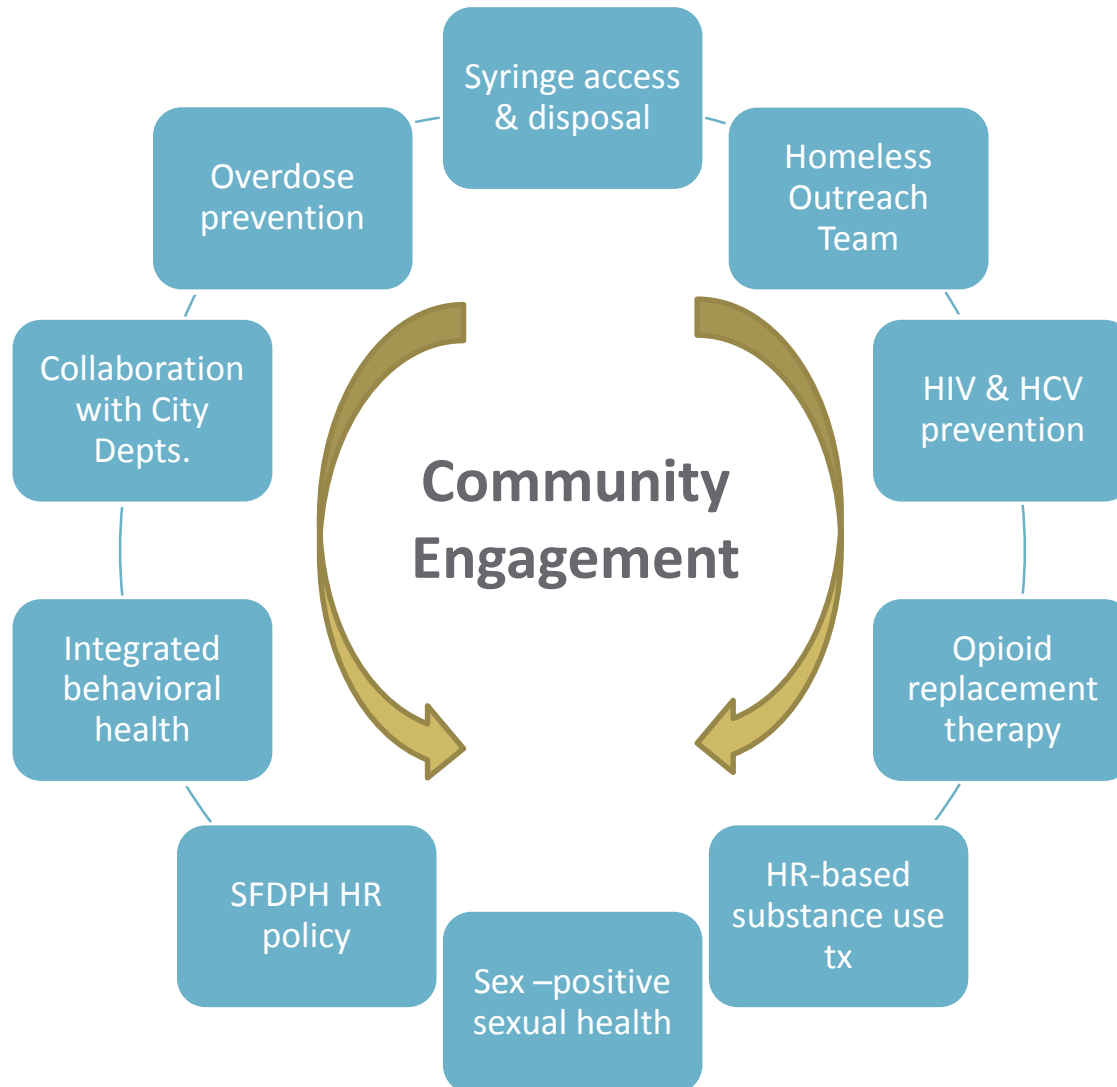 Syringe access
& disposal
Homeless
Outreach
Team
HIV & HCV
prevention
Opioid
replacement
therapy
HR-based
substance use
tx
Sex –positive
sexual health
SFDPH HR
policy
Integrated
behavioral
health
Collaboration
with City
Depts.
Overdose
prevention
Community
Engagement